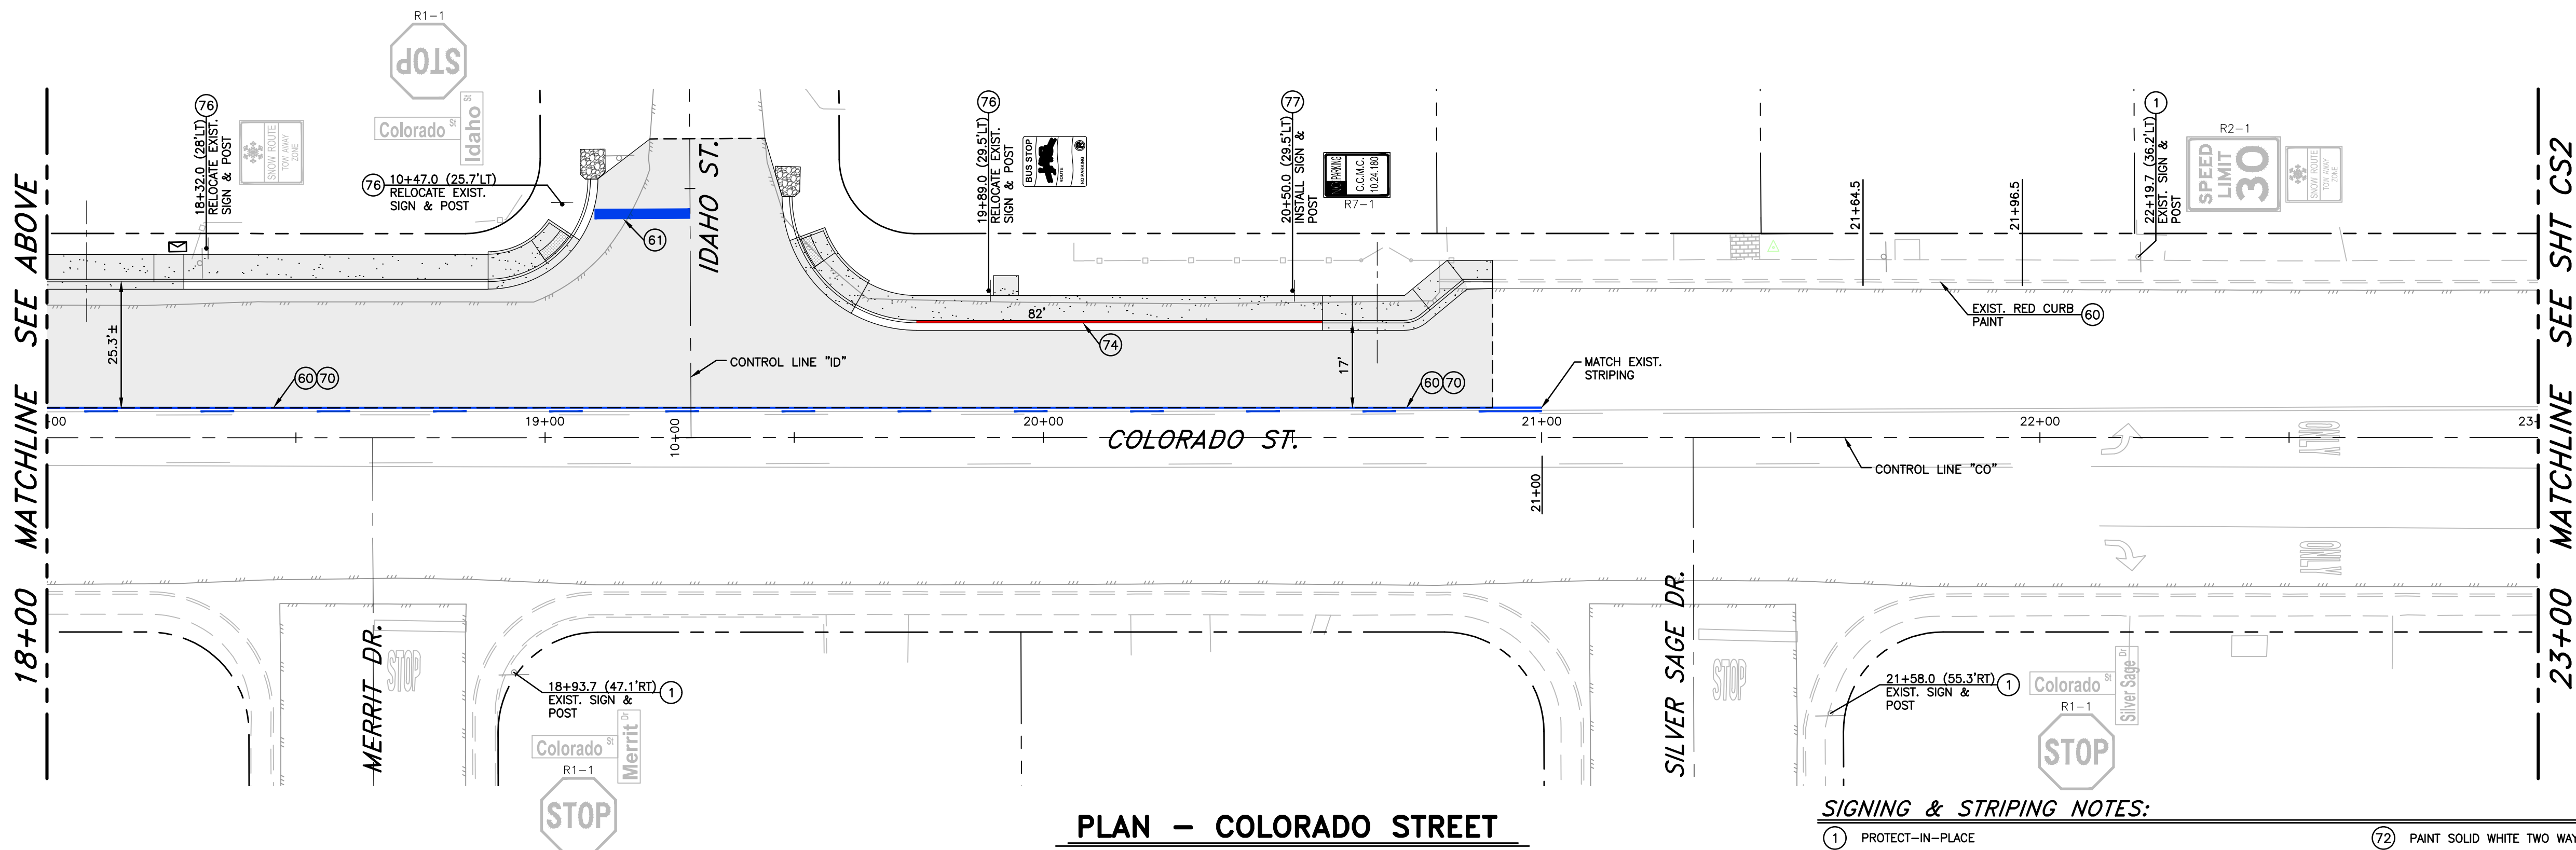 R1-1
STOP
Colorado St
Idaho St
76
18+32.0 (28'LT)
RELOCATE EXIST.
SIGN & POST
SNOW ROUTE
TOW AWAY
ZONE
76
10+47.0 (25.7'LT)
RELOCATE EXIST.
SIGN & POST
61
IDAHO ST.
76
19+89.0 (29.5'LT)
RELOCATE EXIST.
SIGN & POST
BUS STOP
ROUTE
NO PARKING
77
20+50.0 (29.5'LT)
INSTALL SIGN &
POST
NO PARKING
C.C.M.C.
10.24.180
R7-1
21+64.5
21+96.5
1
22+19.7 (36.2'LT)
EXIST. SIGN &
POST
R2-1
SPEED
LIMIT
30
SNOW ROUTE
TOW AWAY
ZONE
18+00 MATCHLINE SEE ABOVE
23+00 MATCHLINE SEE SHT CS2
25.3'±
60 70
CONTROL LINE "ID"
82'
74
17'
60 70
MATCH EXIST.
STRIPING
EXIST. RED CURB
PAINT
60
00
19+00
10+00
20+00
21+00
22+00
23
COLORADO ST.
CONTROL LINE "CO"
21+00
ONLY
ONLY
MERRIT DR.
STOP
18+93.7 (47.1'RT)
EXIST. SIGN &
POST
1
Colorado St
Merrit Dr
R1-1
STOP
SILVER SAGE DR.
STOP
21+58.0 (55.3'RT)
EXIST. SIGN &
POST
1
Colorado St
Silver Sage Dr
R1-1
STOP
PLAN - COLORADO STREET
SIGNING & STRIPING NOTES:
1 PROTECT-IN-PLACE
72 PAINT SOLID WHITE TWO WAY